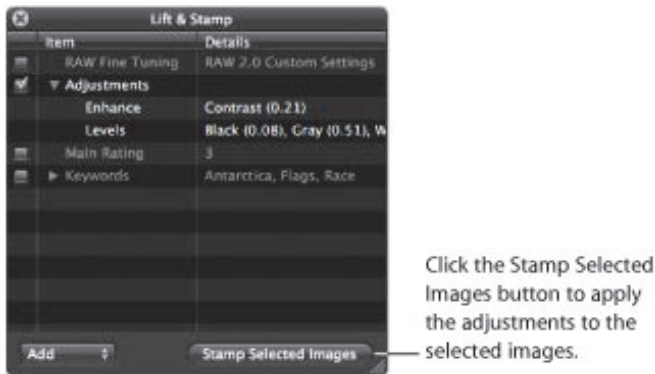 Lift & Stamp
Item Details
RAW Fine Tuning RAW 2.0 Custom Settings
Adjustments
Enhance Contrast (0.21)
Levels Black (0.08), Gray (0.51), W
Main Rating 3
Keywords Antarctica, Flags, Race
Add Stamp Selected Images
Click the Stamp Selected
Images button to apply
the adjustments to the
selected images.